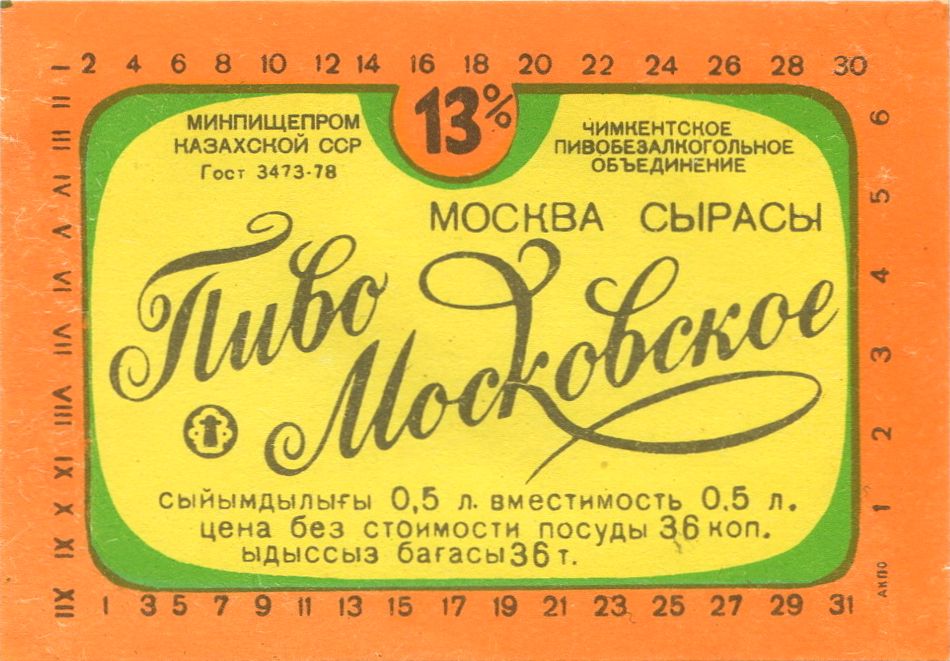 2 4 6 8 10 12 14 16 18 20 22 24 26 28 30
I
II
III
IV
V
VI
VII
VIII
IX
X
XI
XII
13%
МИНПИЩЕПРОМ
КАЗАХСКОЙ ССР
Гост 3473-78
ЧИМКЕНТСКОЕ
ПИВОБЕЗАЛКОГОЛЬНОЕ
ОБЪЕДИНЕНИЕ
МОСКВА СЫРАСЫ
Пиво
Московское
сыйымдылығы 0,5 л. вместимость 0.5 л.
цена без стоимости посуды 36 коп.
ыдыссыз бағасы 36 т.
6
5
4
3
2
1
АКПО
1 3 5 7 9 11 13 15 17 19 21 23 25 27 29 31